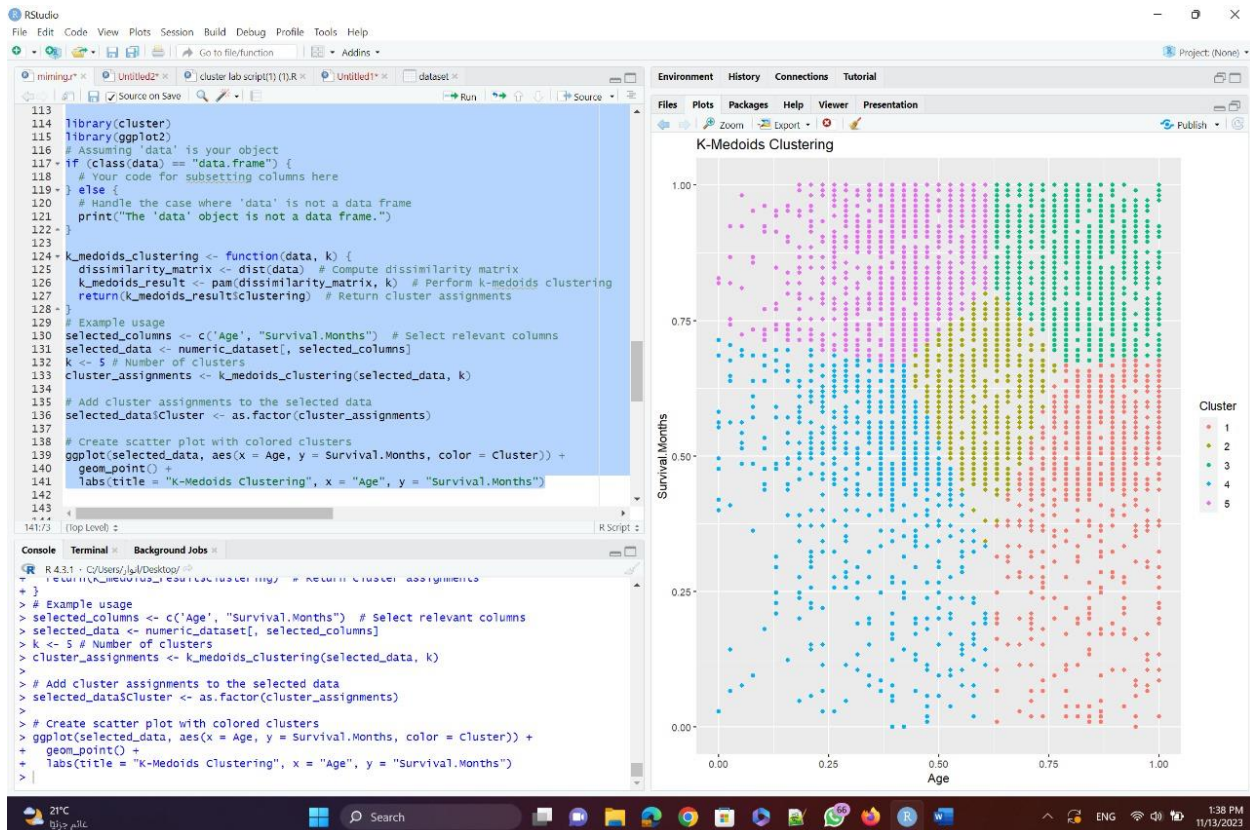 RStudio
File Edit Code View Plots Session Build Debug Profile Tools Help
Go to file/function Addins Project: (None)
miming.r* Untitled2* cluster lab script(1) (1).R Untitled1* dataset
Source on Save Run Source
113
114 library(cluster)
115 library(ggplot2)
116 # Assuming 'data' is your object
117 if (class(data) == "data.frame") {
118 # Your code for subsetting columns here
119 } else {
120 # Handle the case where 'data' is not a data frame
121 print("The 'data' object is not a data frame.")
122 }
123
124 k_medoids_clustering <- function(data, k) {
125 dissimilarity_matrix <- dist(data) # Compute dissimilarity matrix
126 k_medoids_result <- pam(dissimilarity_matrix, k) # Perform k-medoids clustering
127 return(k_medoids_result$clustering) # Return cluster assignments
128 }
129 # Example usage
130 selected_columns <- c('Age', "Survival.Months") # Select relevant columns
131 selected_data <- numeric_dataset[, selected_columns]
132 k <- 5 # Number of clusters
133 cluster_assignments <- k_medoids_clustering(selected_data, k)
134
135 # Add cluster assignments to the selected data
136 selected_data$Cluster <- as.factor(cluster_assignments)
137
138 # Create scatter plot with colored clusters
139 ggplot(selected_data, aes(x = Age, y = Survival.Months, color = Cluster)) +
140 geom_point() +
141 labs(title = "K-Medoids Clustering", x = "Age", y = "Survival.Months")
142
143
141:73 (Top Level) R Script
Console Terminal Background Jobs
R 4.3.1 · C:/Users/انوار/Desktop/
+ return(k_medoids_result$clustering) # Return cluster assignments
+ }
> # Example usage
> selected_columns <- c('Age', "Survival.Months") # Select relevant columns
> selected_data <- numeric_dataset[, selected_columns]
> k <- 5 # Number of clusters
> cluster_assignments <- k_medoids_clustering(selected_data, k)
>
> # Add cluster assignments to the selected data
> selected_data$Cluster <- as.factor(cluster_assignments)
>
> # Create scatter plot with colored clusters
> ggplot(selected_data, aes(x = Age, y = Survival.Months, color = Cluster)) +
+ geom_point() +
+ labs(title = "K-Medoids Clustering", x = "Age", y = "Survival.Months")
>
Environment History Connections Tutorial
Files Plots Packages Help Viewer Presentation
Zoom Export Publish
K-Medoids Clustering
1.00
0.75
0.50
0.25
0.00
Survival.Months
0.00 0.25 0.50 0.75 1.00
Age
Cluster
1
2
3
4
5
21°C
غائم جزئيًا
Search
66
ENG
1:38 PM
11/13/2023